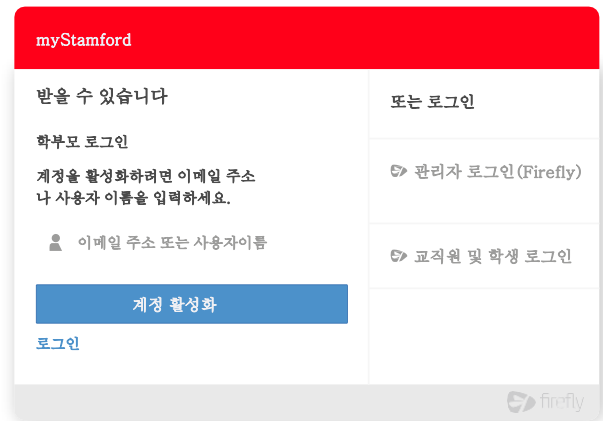 myStamford
받을 수 있습니다
학부모 로그인
계정을 활성화하려면 이메일 주소
나 사용자 이름을 입력하세요.
이메일 주소 또는 사용자이름
계정 활성화
로그인
또는 로그인
관리자 로그인(Firefly)
교직원 및 학생 로그인
firefly